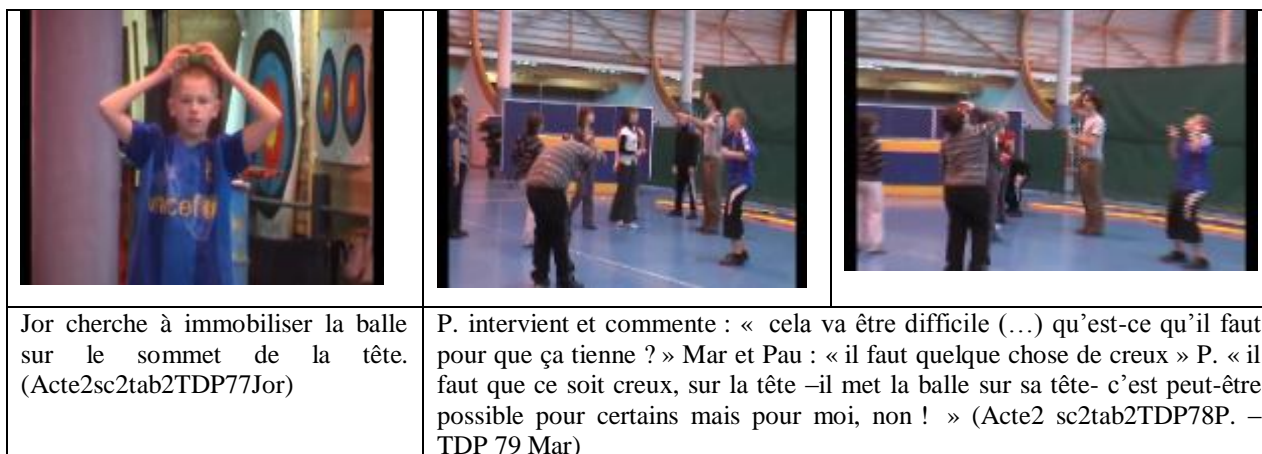 unicef
Jor cherche à immobiliser la balle
sur le sommet de la tête.
(Acte2sc2tab2TDP77Jor)
P. intervient et commente : « cela va être difficile (…) qu’est-ce qu’il faut
pour que ça tienne ? » Mar et Pau : « il faut quelque chose de creux » P. « il
faut que ce soit creux, sur la tête –il met la balle sur sa tête- c’est peut-être
possible pour certains mais pour moi, non ! » (Acte2 sc2tab2TDP78P. –
TDP 79 Mar)